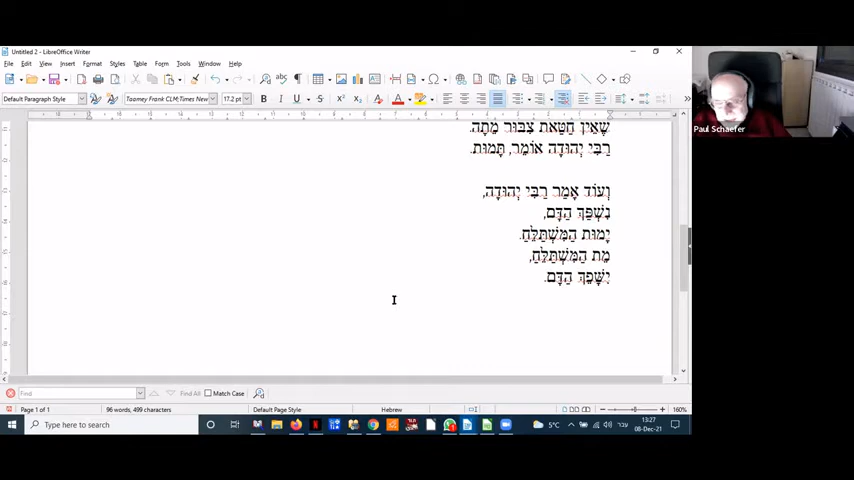 Untitled 2 - LibreOffice Writer
File Edit View Insert Format Styles Table Form Tools Window Help
Default Paragraph Style Taamey Frank CLM;Times New 17.2 pt
שֶׁאֵין חַטַּאת צִבּוּר מֵתָה.
רַבִּי יְהוּדָה אוֹמֵר, תָּמוּת.
וְעוֹד אָמַר רַבִּי יְהוּדָה,
נִשְׁפַּךְ הַדָּם,
יָמוּת הַמִּשְׁתַּלֵּחַ.
מֵת הַמִּשְׁתַּלֵּחַ,
יִשָּׁפֵךְ הַדָּם.
Paul Schaefer
Find Find All Match Case
Page 1 of 1 96 words, 499 characters Default Page Style Hebrew 160%
Type here to search 5°C עבר 13:27
08-Dec-21